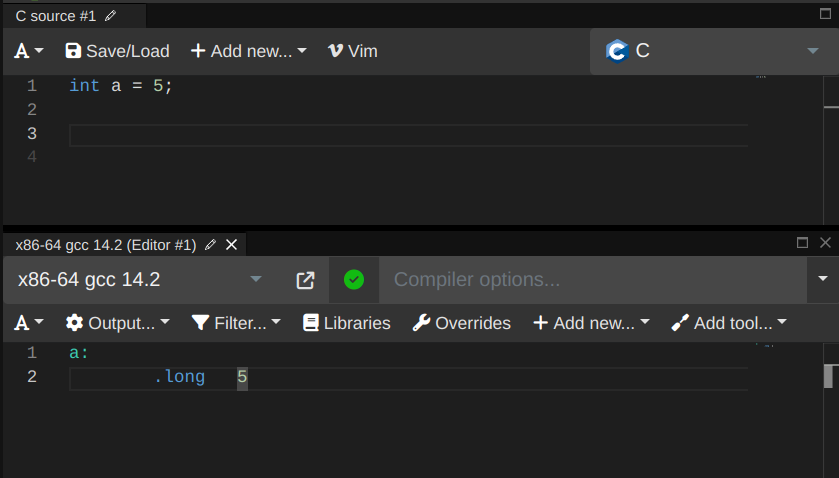 C source #1
A Save/Load Add new... Vim C
1 int a = 5;
2
3
4
x86-64 gcc 14.2 (Editor #1)
x86-64 gcc 14.2 Compiler options...
A Output... Filter... Libraries Overrides Add new... Add tool...
1 a:
2 .long 5